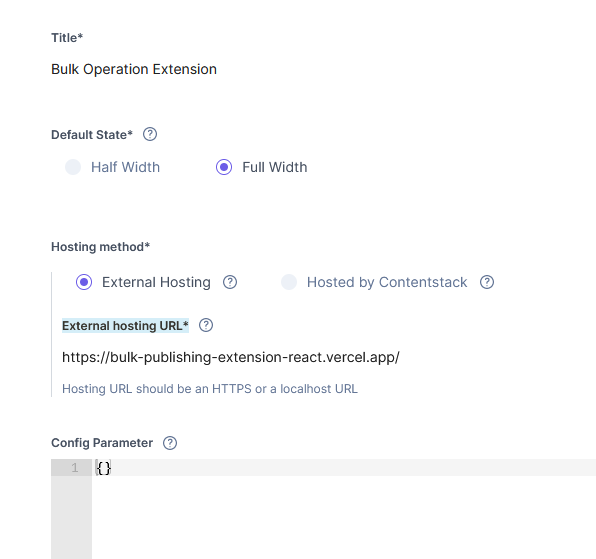 Title*
Bulk Operation Extension
Default State* ?
Half Width Full Width
Hosting method*
External Hosting ? Hosted by Contentstack ?
External hosting URL* ?
https://bulk-publishing-extension-react.vercel.app/
Hosting URL should be an HTTPS or a localhost URL
Config Parameter ?
1 {}